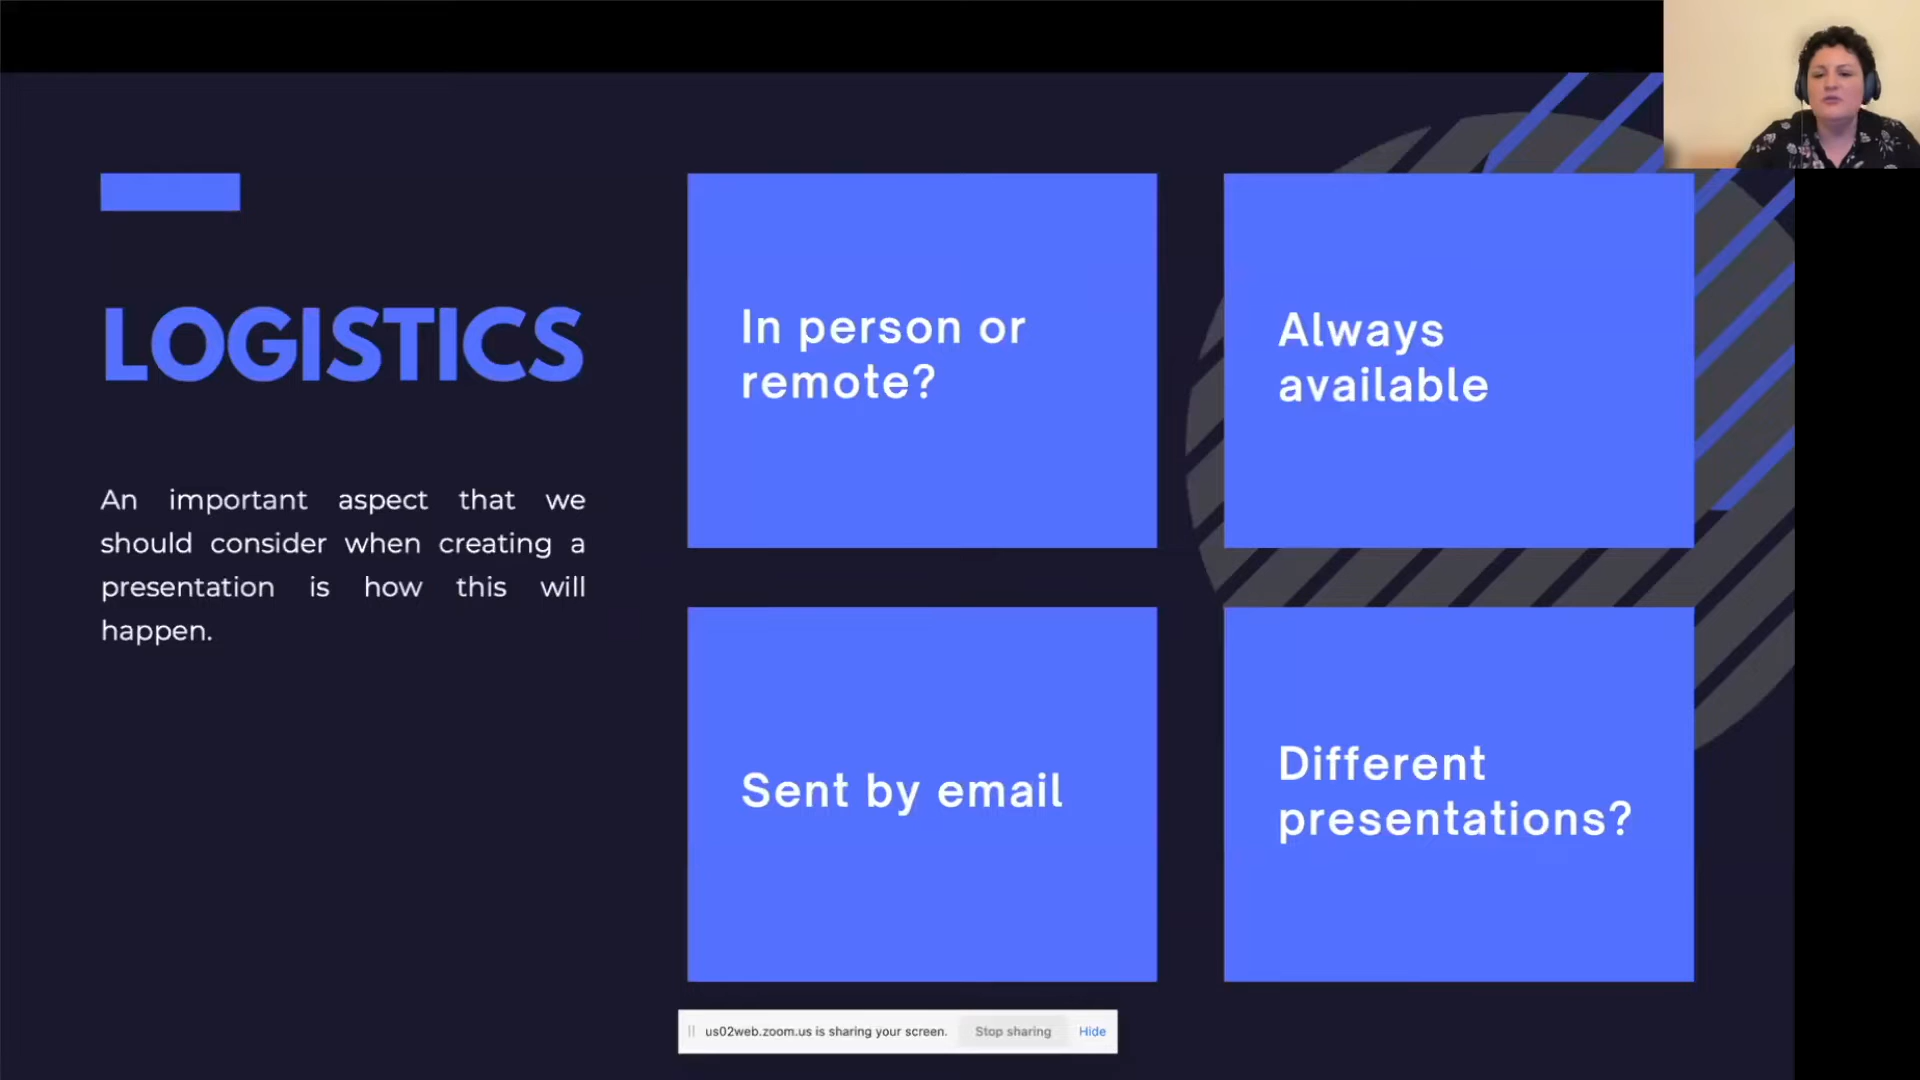 LOGISTICS
An important aspect that we
should consider when creating a
presentation is how this will
happen.
In person or
remote?
Always
available
Sent by email
Different
presentations?
us02web.zoom.us is sharing your screen. Stop sharing Hide